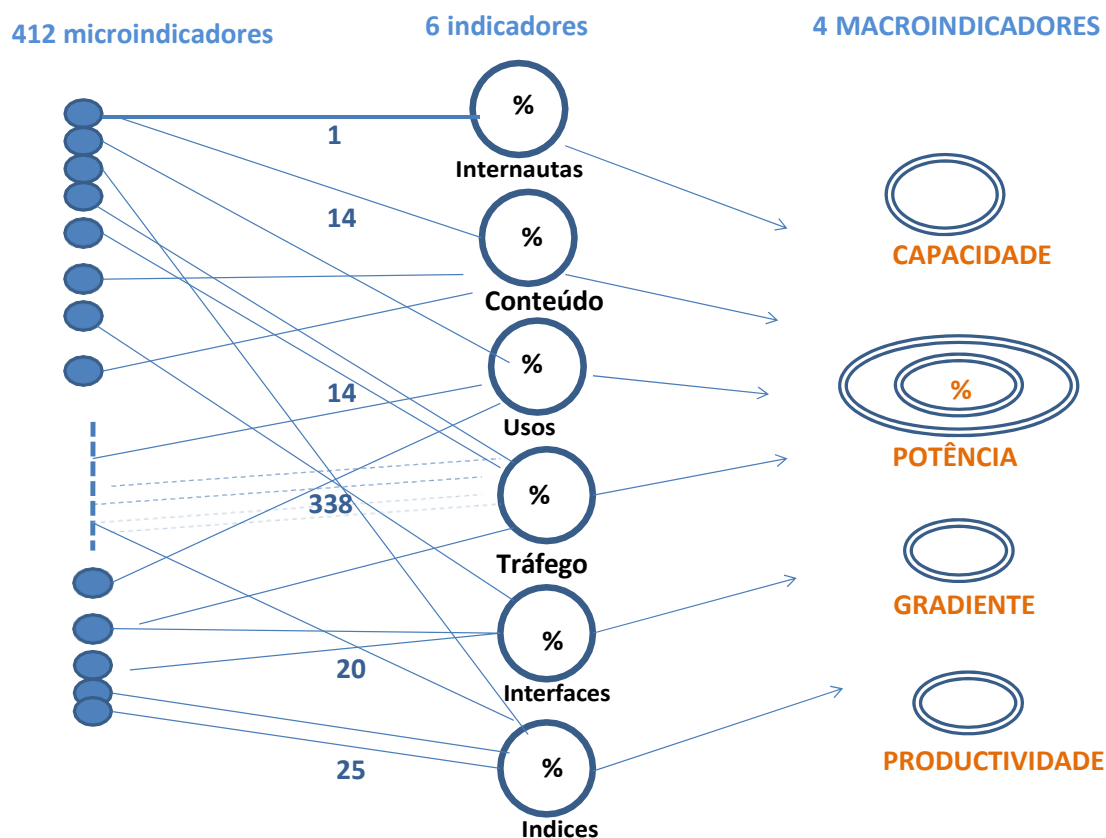 412 microindicadores
6 indicadores
4 MACROINDICADORES
%
1
Internautas
14
%
CAPACIDADE
Conteúdo
%
14
%
Usos
POTÊNCIA
338
%
Tráfego
GRADIENTE
%
20
Interfaces
PRODUCTIVIDADE
25
%
Indices